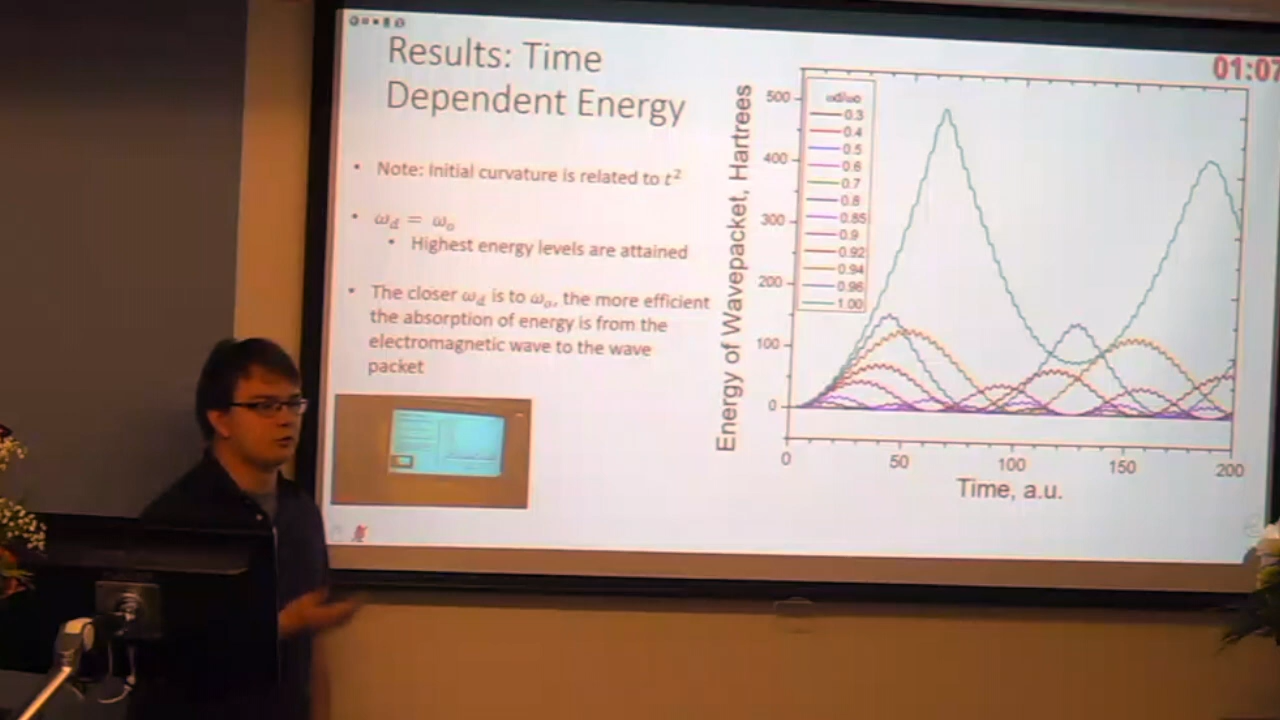 Results: Time
Dependent Energy
• Note: Initial curvature is related to t²
• ω_d = ω_o
• Highest energy levels are attained
• The closer ω_d is to ω_o, the more efficient
the absorption of energy is from the
electromagnetic wave to the wave
packet
01:07
Energy of Wavepacket, Hartrees
500
400
300
200
100
0
ωd/ωo
0.3
0.4
0.5
0.6
0.7
0.8
0.85
0.9
0.92
0.94
0.96
1.00
0
50
100
150
200
Time, a.u.